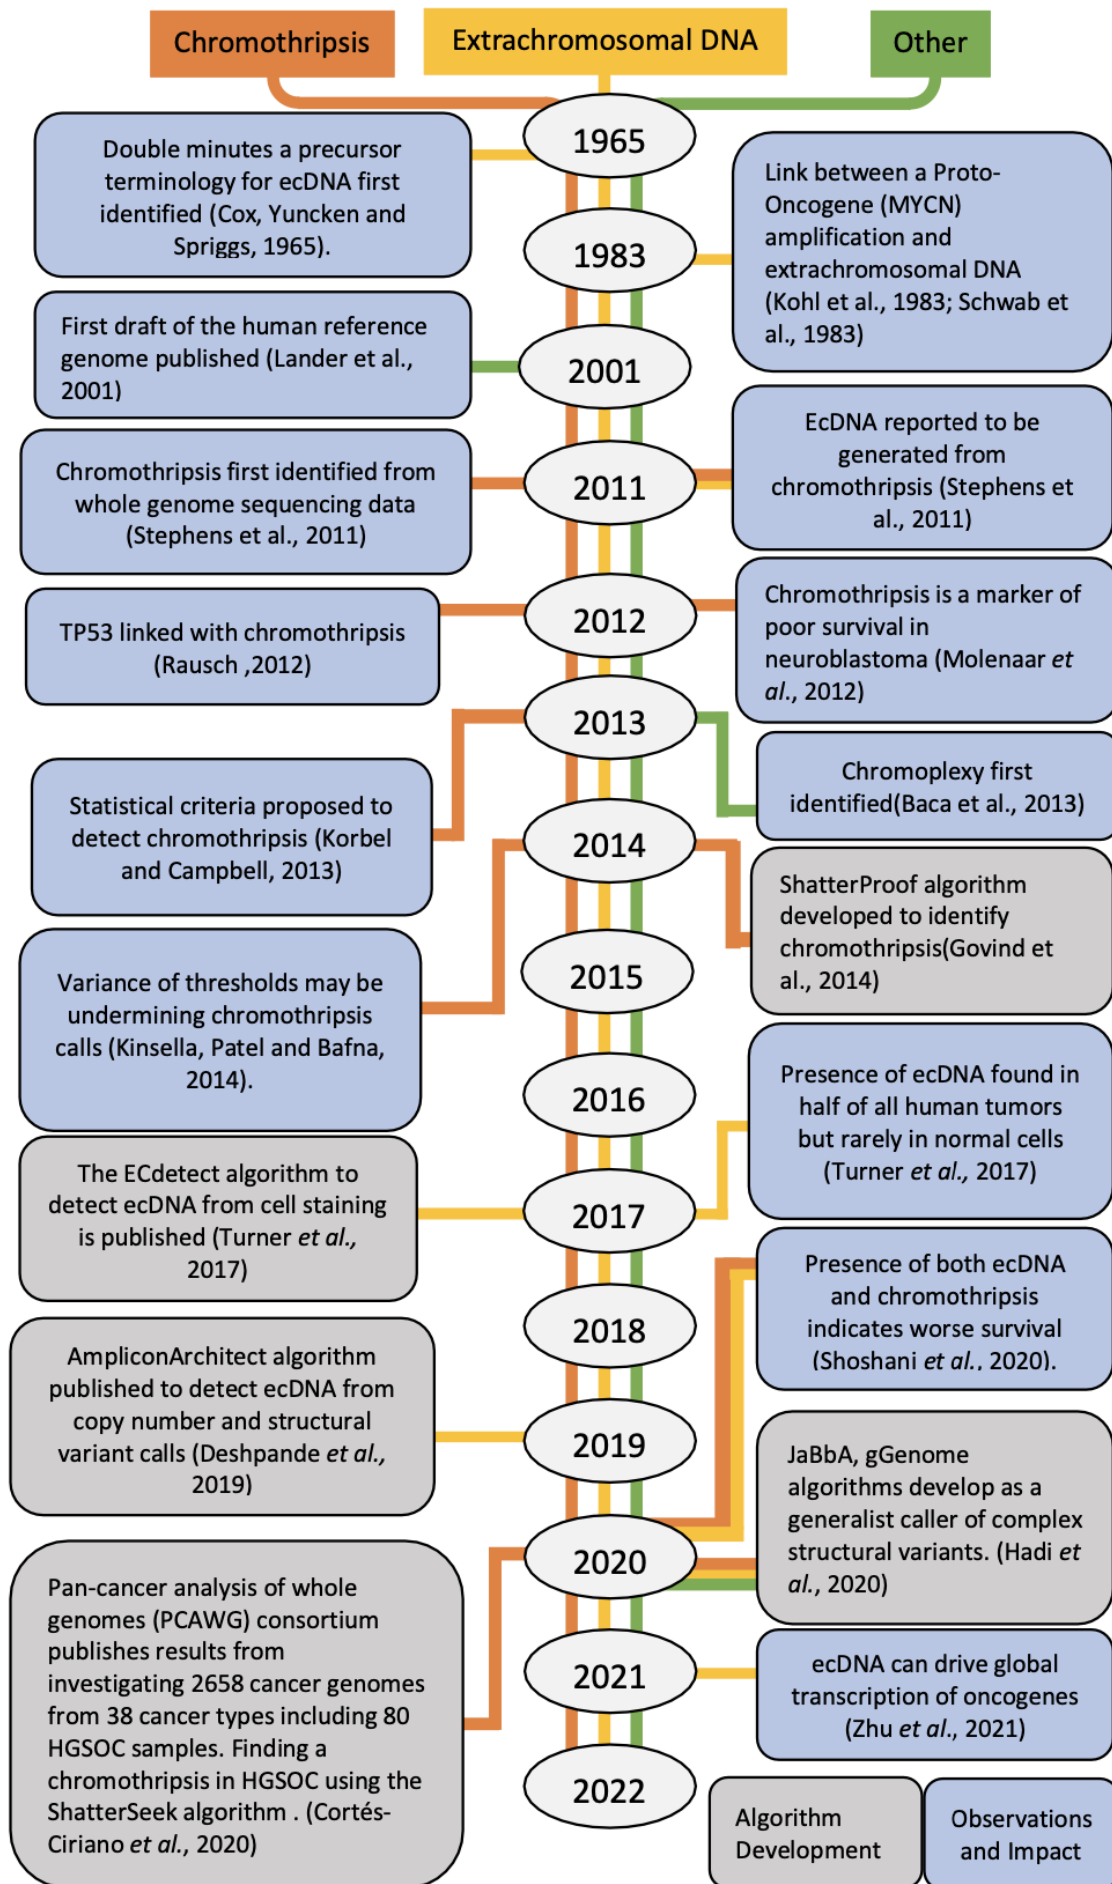 Chromothripsis
Extrachromosomal DNA
Other
1965
Double minutes a precursor
terminology for ecDNA first
identified (Cox, Yuncken and
Spriggs, 1965).
1983
Link between a Proto-
Oncogene (MYCN)
amplification and
extrachromosomal DNA
(Kohl et al., 1983; Schwab et
al., 1983)
First draft of the human reference
genome published (Lander et al.,
2001)
2001
Chromothripsis first identified from
whole genome sequencing data
(Stephens et al., 2011)
2011
EcDNA reported to be
generated from
chromothripsis (Stephens et
al., 2011)
TP53 linked with chromothripsis
(Rausch ,2012)
2012
Chromothripsis is a marker of
poor survival in
neuroblastoma (Molenaar et
al., 2012)
2013
Statistical criteria proposed to
detect chromothripsis (Korbel
and Campbell, 2013)
Chromoplexy first
identified(Baca et al., 2013)
2014
Variance of thresholds may be
undermining chromothripsis
calls (Kinsella, Patel and Bafna,
2014).
ShatterProof algorithm
developed to identify
chromothripsis(Govind et
al., 2014)
2015
2016
Presence of ecDNA found in
half of all human tumors
but rarely in normal cells
(Turner et al., 2017)
The ECdetect algorithm to
detect ecDNA from cell staining
is published (Turner et al.,
2017)
2017
Presence of both ecDNA
and chromothripsis
indicates worse survival
(Shoshani et al., 2020).
2018
AmpliconArchitect algorithm
published to detect ecDNA from
copy number and structural
variant calls (Deshpande et al.,
2019)
2019
JaBbA, gGenome
algorithms develop as a
generalist caller of complex
structural variants. (Hadi et
al., 2020)
2020
Pan-cancer analysis of whole
genomes (PCAWG) consortium
publishes results from
investigating 2658 cancer genomes
from 38 cancer types including 80
HGSOC samples. Finding a
chromothripsis in HGSOC using the
ShatterSeek algorithm . (Cortés-
Ciriano et al., 2020)
2021
ecDNA can drive global
transcription of oncogenes
(Zhu et al., 2021)
2022
Algorithm
Development
Observations
and Impact